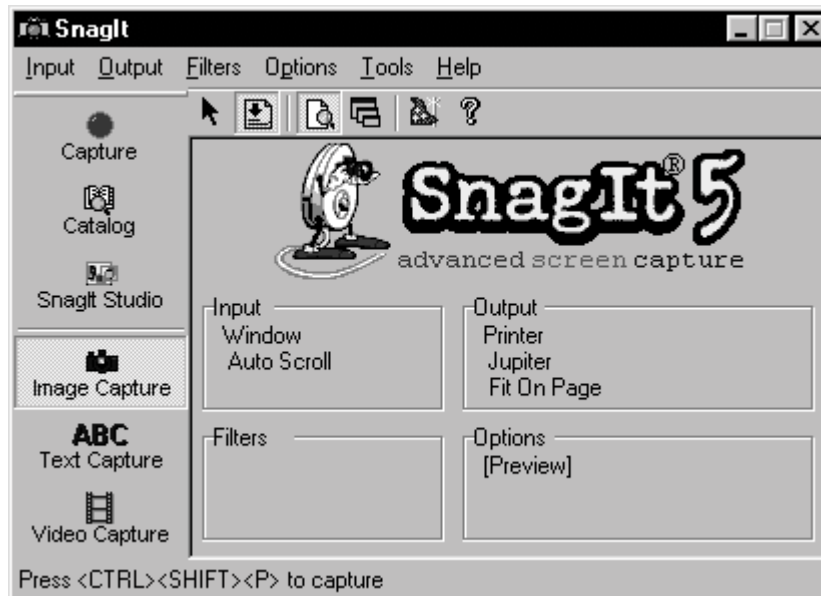 SnagIt
Input Output Filters Options Tools Help
Capture
Catalog
SnagIt Studio
Image Capture
ABC
Text Capture
Video Capture
SnagIt® 5
advanced screen capture
Input
Window
Auto Scroll
Output
Printer
Jupiter
Fit On Page
Filters
Options
[Preview]
Press <CTRL><SHIFT><P> to capture